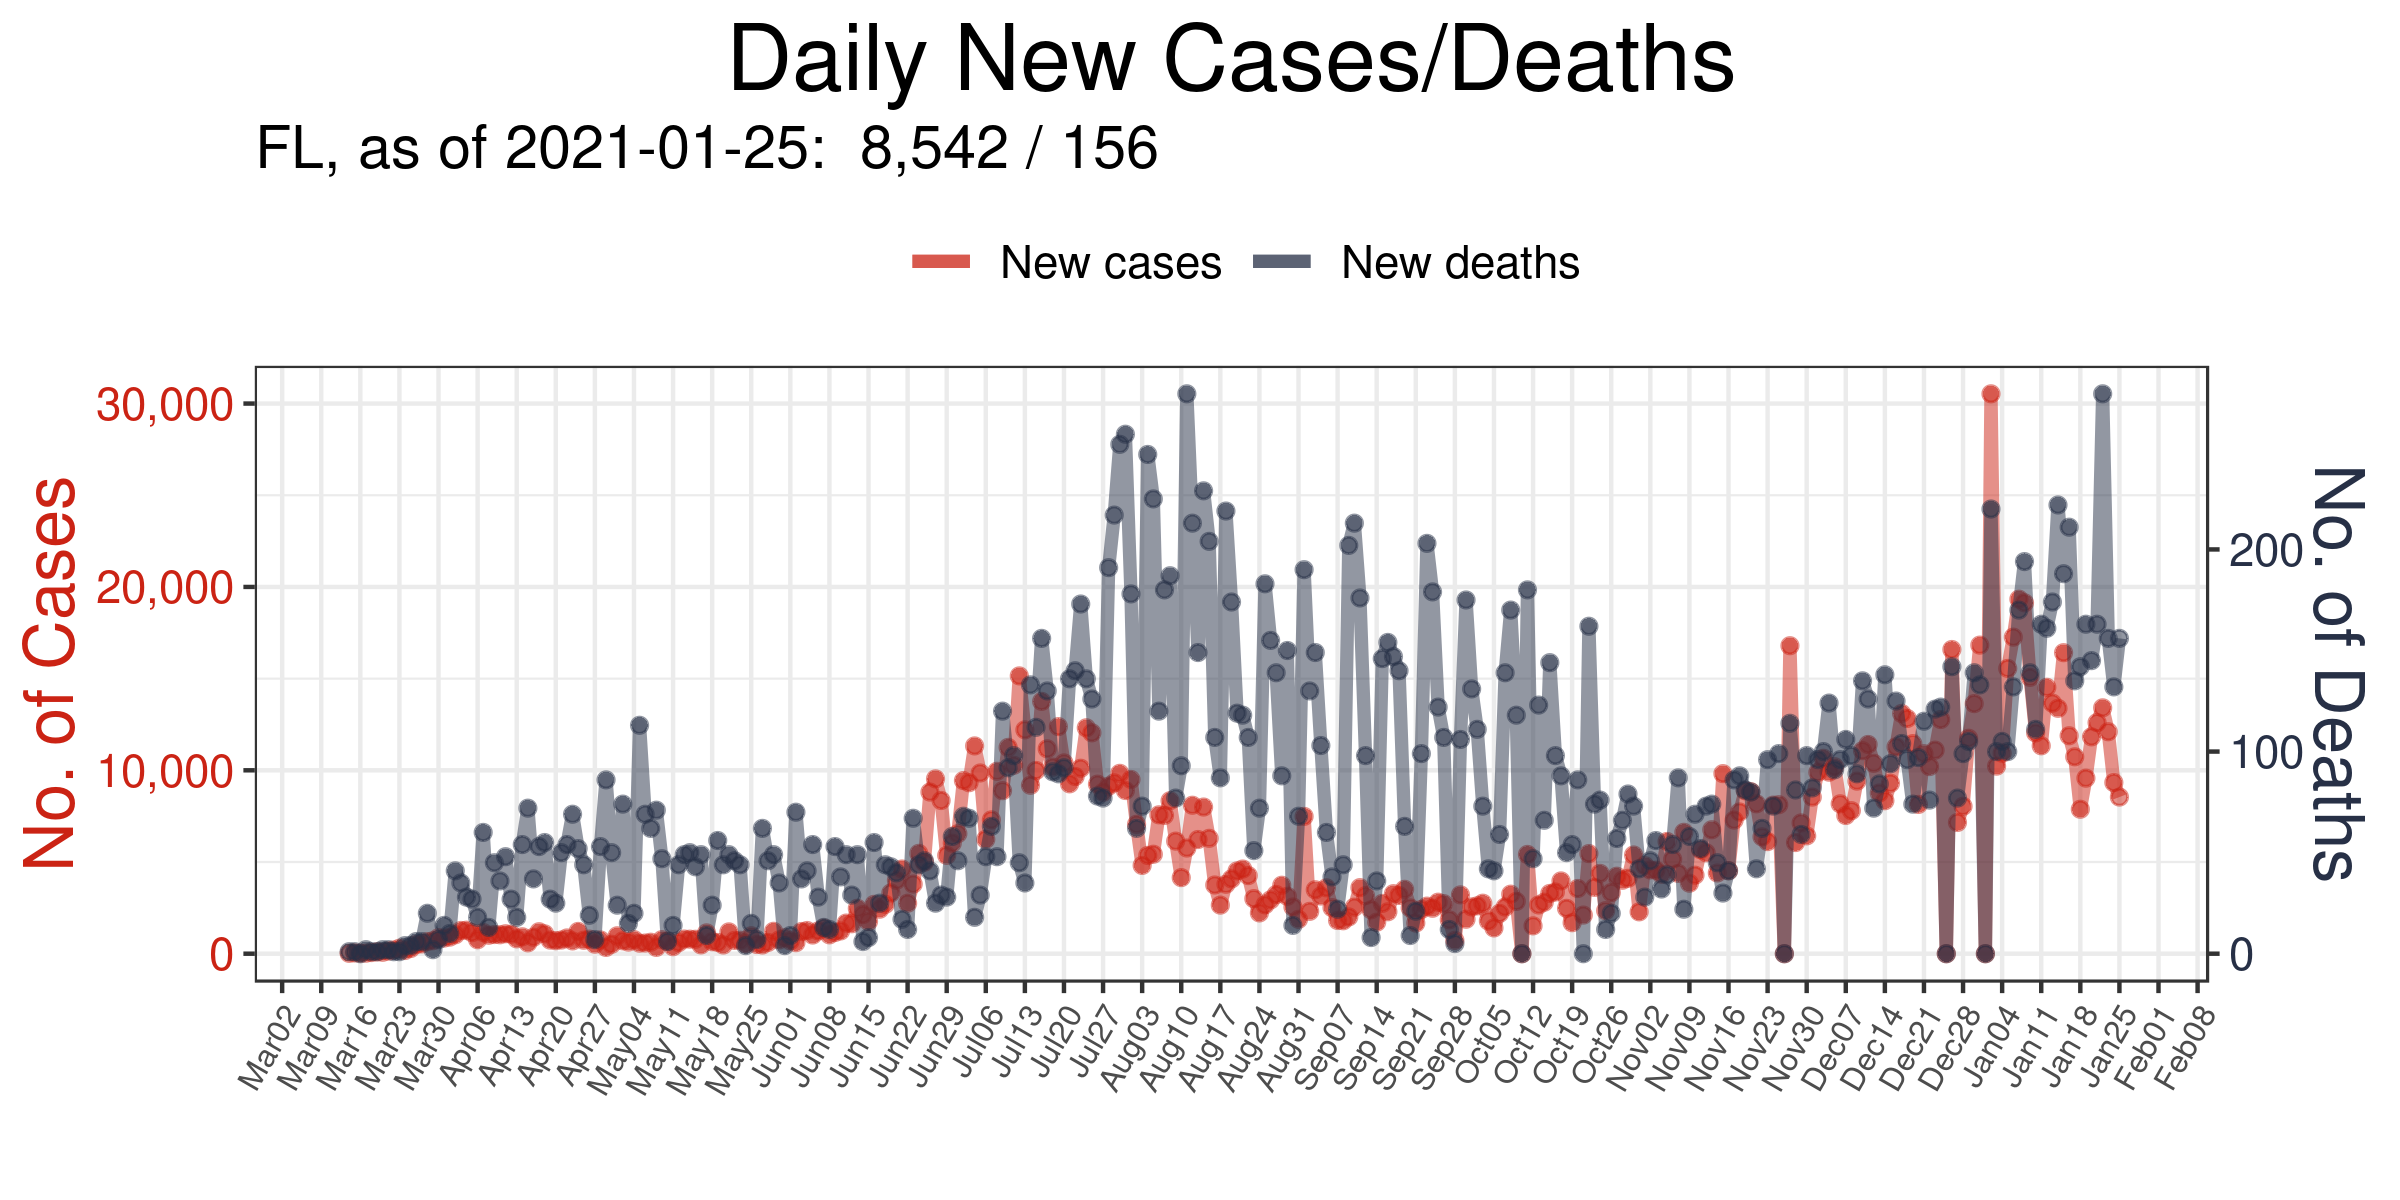 Daily New Cases/Deaths
FL, as of 2021-01-25:  8,542 / 156
New cases New deaths
No. of Cases
30,000
20,000
10,000
0
200
100
0
No. of Deaths
Mar02 Mar09 Mar16 Mar23 Mar30 Apr06 Apr13 Apr20 Apr27 May04 May11 May18 May25 Jun01 Jun08 Jun15 Jun22 Jun29 Jul06 Jul13 Jul20 Jul27 Aug03 Aug10 Aug17 Aug24 Aug31 Sep07 Sep14 Sep21 Sep28 Oct05 Oct12 Oct19 Oct26 Nov02 Nov09 Nov16 Nov23 Nov30 Dec07 Dec14 Dec21 Dec28 Jan04 Jan11 Jan18 Jan25 Feb01 Feb08